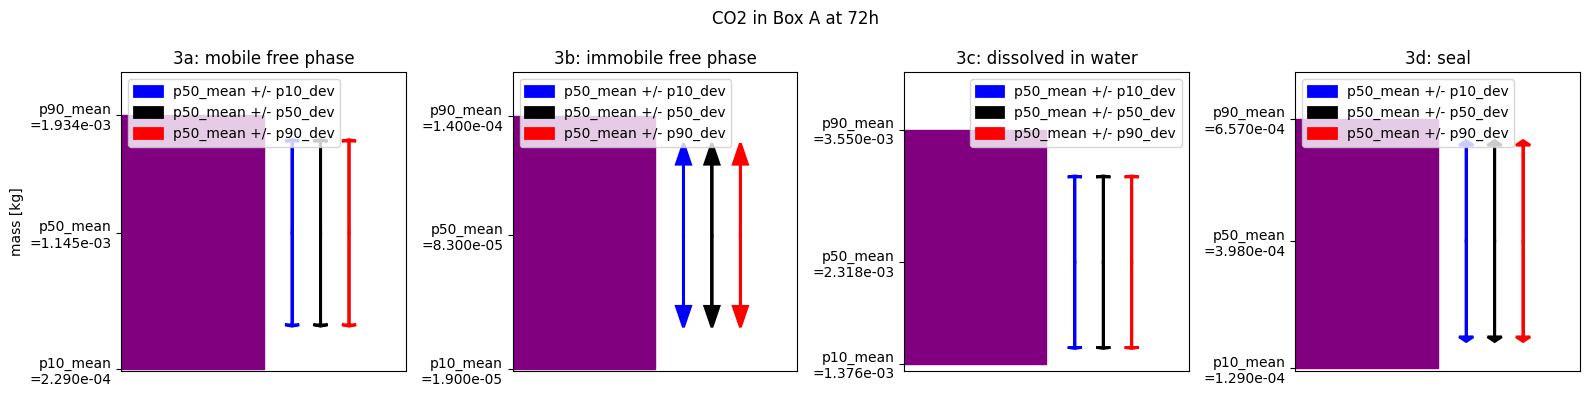 CO2 in Box A at 72h
3a: mobile free phase
p50_mean +/- p10_dev
p50_mean +/- p50_dev
p50_mean +/- p90_dev
mass [kg]
p90_mean
=1.934e-03
p50_mean
=1.145e-03
p10_mean
=2.290e-04
3b: immobile free phase
p50_mean +/- p10_dev
p50_mean +/- p50_dev
p50_mean +/- p90_dev
p90_mean
=1.400e-04
p50_mean
=8.300e-05
p10_mean
=1.900e-05
3c: dissolved in water
p50_mean +/- p10_dev
p50_mean +/- p50_dev
p50_mean +/- p90_dev
p90_mean
=3.550e-03
p50_mean
=2.318e-03
p10_mean
=1.376e-03
3d: seal
p50_mean +/- p10_dev
p50_mean +/- p50_dev
p50_mean +/- p90_dev
p90_mean
=6.570e-04
p50_mean
=3.980e-04
p10_mean
=1.290e-04